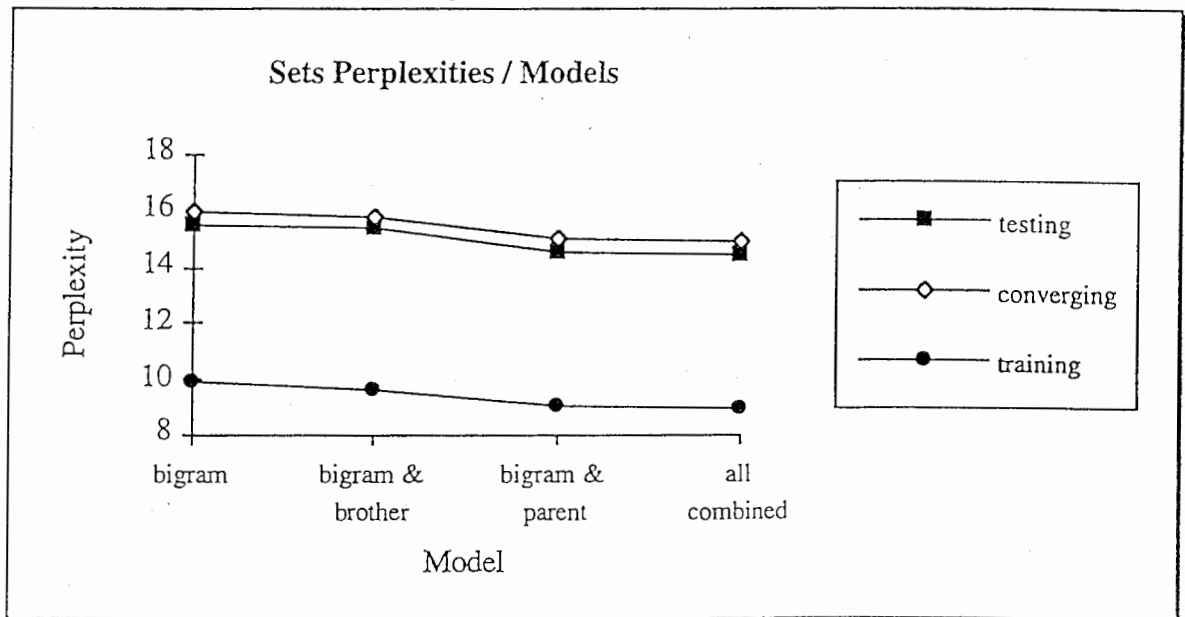 Sets Perplexities / Models
18
16
14
12
10
8
Perplexity
bigram
bigram &
brother
bigram &
parent
all
combined
Model
testing
converging
training